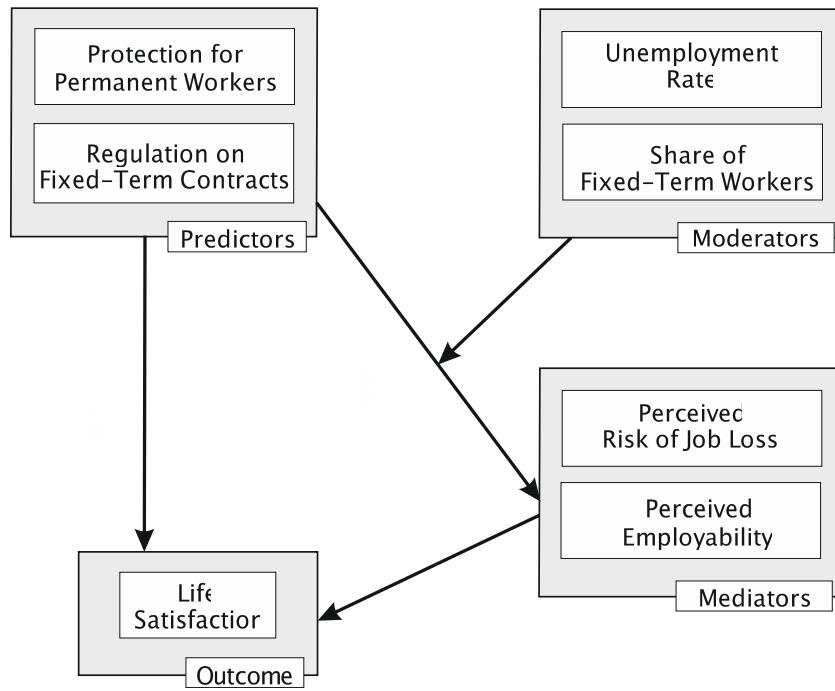 Protection for
Permanent Workers
Regulation on
Fixed-Term Contracts
Predictors
Unemployment
Rate
Share of
Fixed-Term Workers
Moderators
Perceived
Risk of Job Loss
Perceived
Employability
Mediators
Life
Satisfaction
Outcome